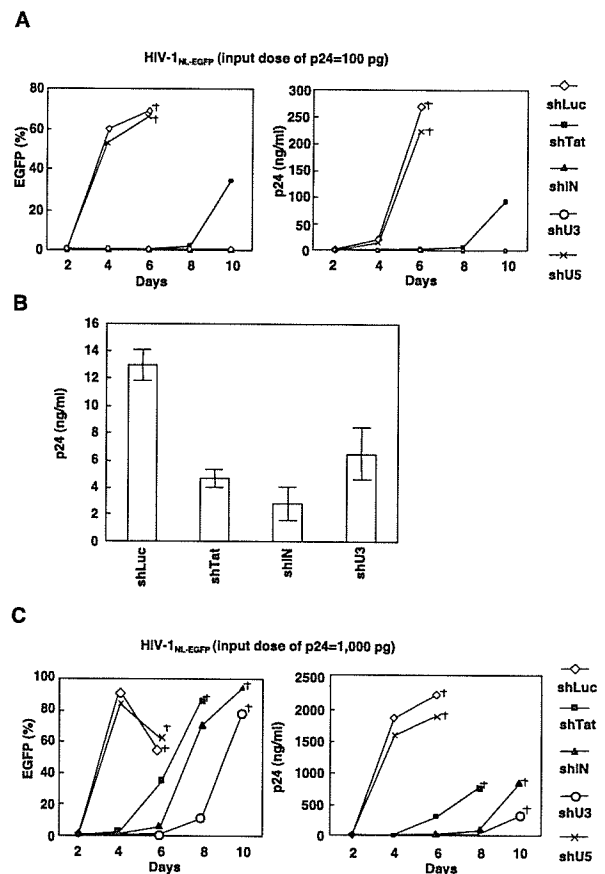 A
HIV-1NL-EGFP (input dose of p24=100 pg)
80
60
40
20
0
EGFP (%)
2 4 6 8 10
Days
†
†
300
250
200
150
100
50
0
p24 (ng/ml)
2 4 6 8 10
Days
†
†
shLuc
shTat
shIN
shU3
shU5
B
16
14
12
10
8
6
4
2
0
p24 (ng/ml)
shLuc
shTat
shIN
shU3
C
HIV-1NL-EGFP (input dose of p24=1,000 pg)
100
80
60
40
20
0
EGFP (%)
2 4 6 8 10
Days
†
†
†
†
†
2500
2000
1500
1000
500
0
p24 (ng/ml)
2 4 6 8 10
Days
†
†
†
†
†
shLuc
shTat
shIN
shU3
shU5